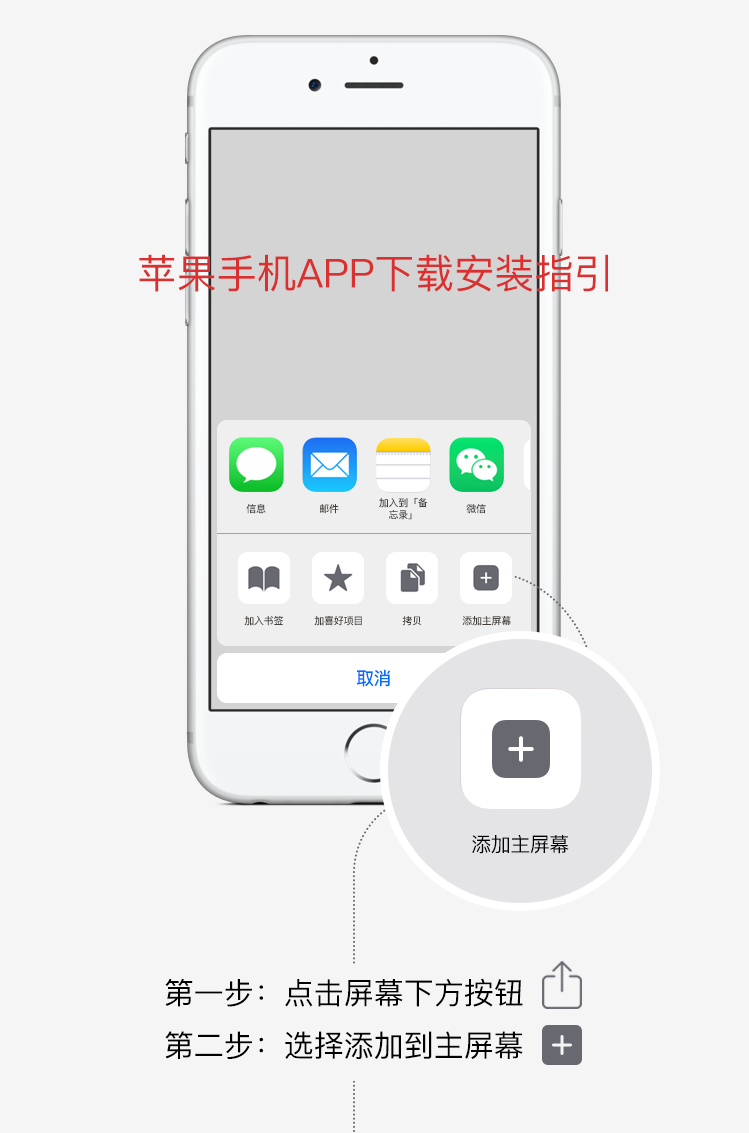 苹果手机APP下载安装指引
信息
邮件
加入到「备
忘录」
微信
加入书签
加喜好项目
拷贝
添加主屏幕
取消
添加主屏幕
第一步：点击屏幕下方按钮
第二步：选择添加到主屏幕